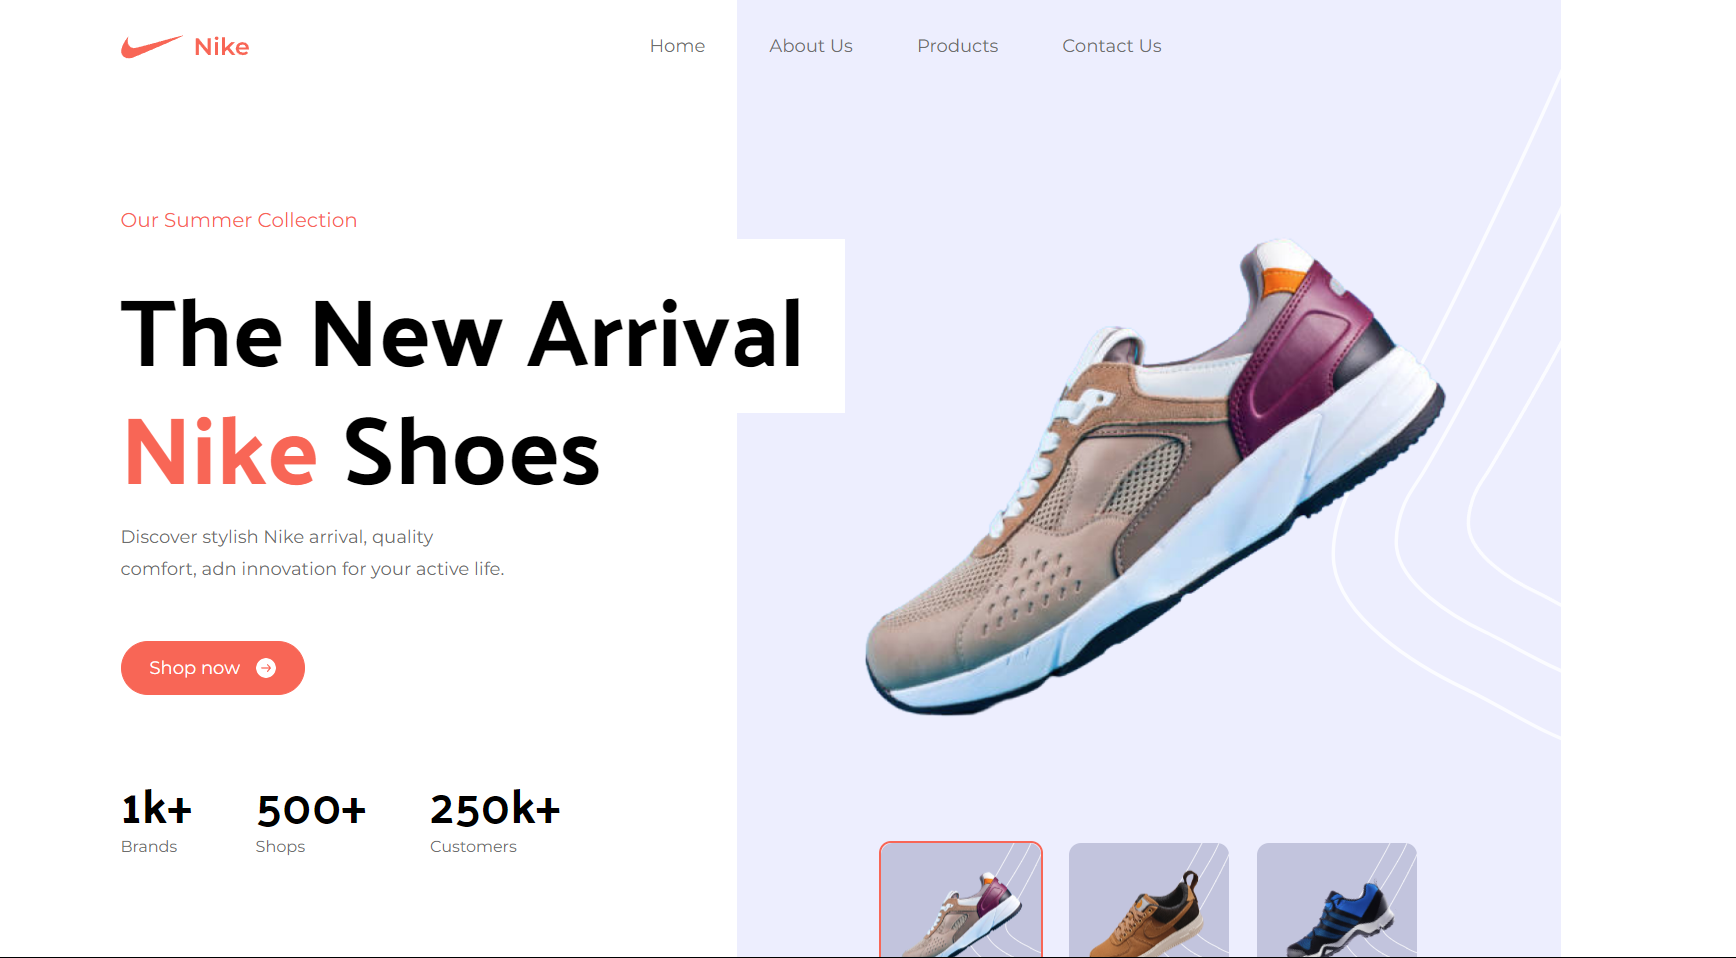 Nike
Home About Us Products Contact Us
Our Summer Collection
The New Arrival
Nike Shoes
Discover stylish Nike arrival, quality
comfort, adn innovation for your active life.
Shop now
1k+ 500+ 250k+
Brands Shops Customers